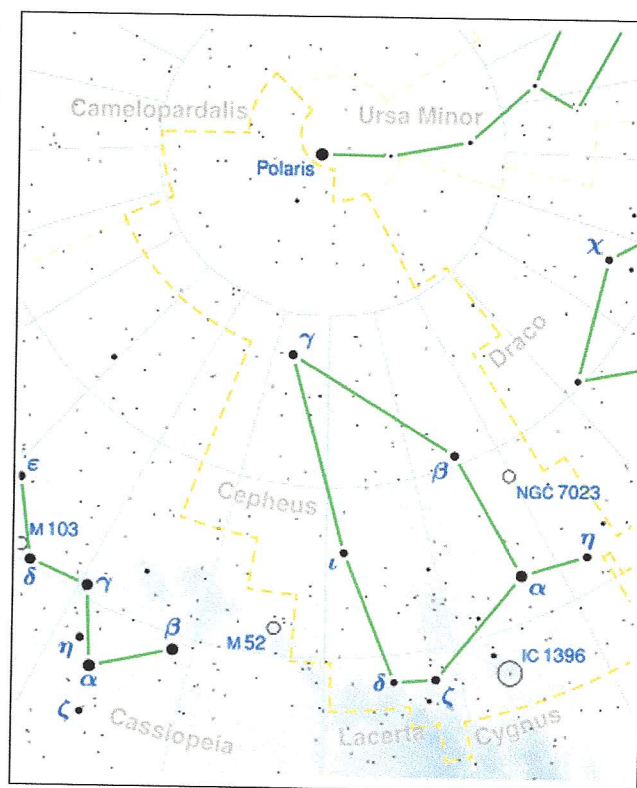 Camelopardalis
Ursa Minor
Polaris
χ
Draco
γ
β
NGC 7023
ε
Cepheus
M 103
δ
γ
ι
η
α
β
η
α
M 52
IC 1396
δ
ζ
ζ
Cassiopeia
Lacerta
Cygnus